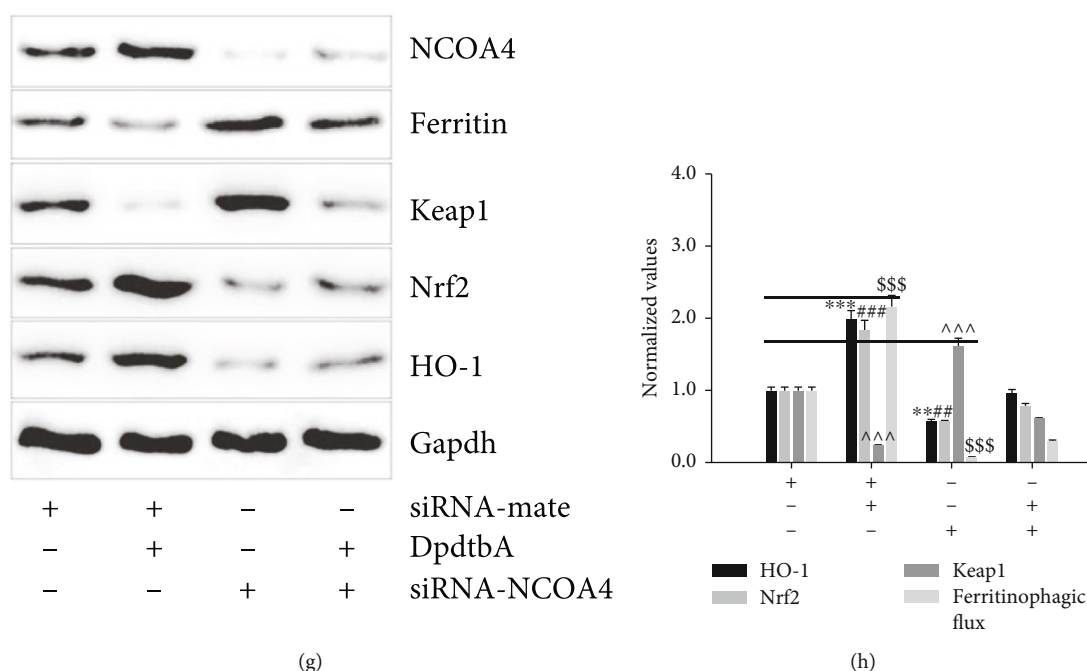 NCOA4
Ferritin
Keap1
Nrf2
HO-1
Gapdh
+ + – – siRNA-mate
– + – + DpdtbA
– – + + siRNA-NCOA4
(g)
4.0
3.0
2.0
1.0
0.0
Normalized values
$$$
***###
^^^
**##
^^^
$$$
+ + – –
– + – +
– – + +
HO-1
Nrf2
Keap1
Ferritinophagic
flux
(h)